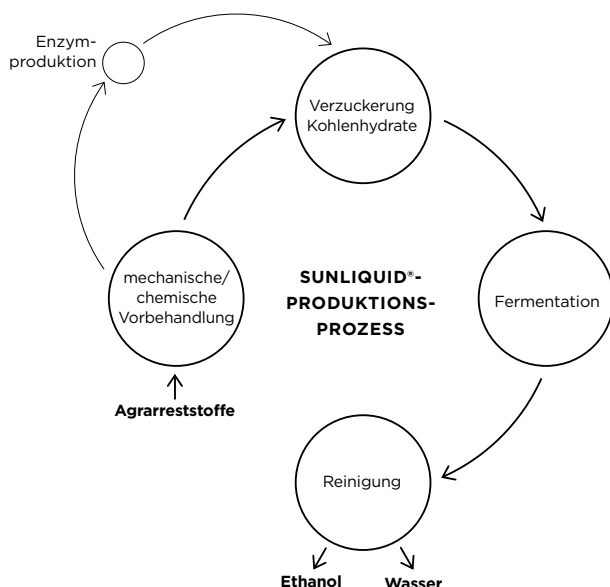 Enzym-
produktion
Verzuckerung
Kohlenhydrate
mechanische/
chemische
Vorbehandlung
SUNLIQUID®-
PRODUKTIONS-
PROZESS
Fermentation
Agrarreststoffe
Reinigung
Ethanol
Wasser